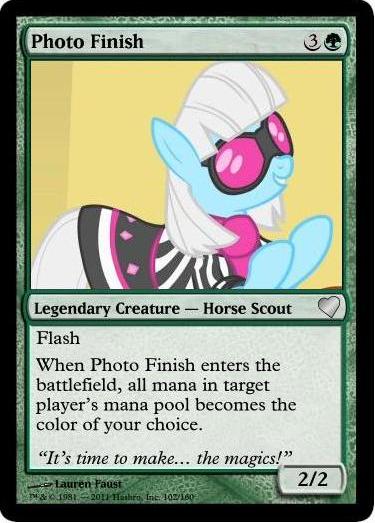 Photo Finish 3
Legendary Creature — Horse Scout
Flash
When Photo Finish enters the
battlefield, all mana in target
player's mana pool becomes the
color of your choice.
“It's time to make… the magics!”
Lauren Faust
™ & © 1981 — 2011 Hasbro, Inc. 102/160
2/2